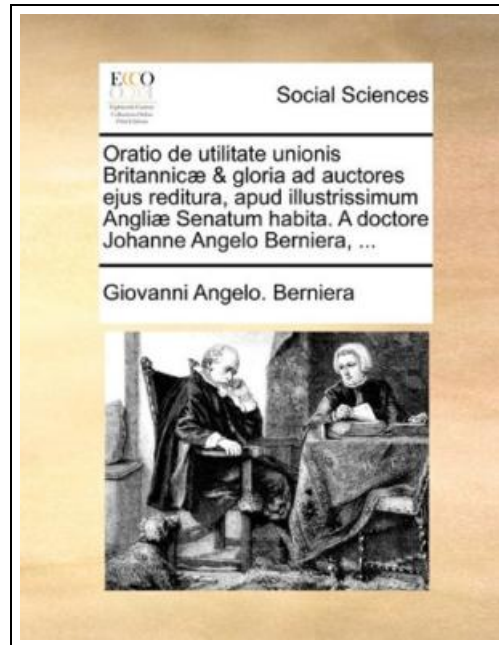 ECCO
Social Sciences
Oratio de utilitate unionis
Britannicæ & gloria ad auctores
ejus reditura, apud illustrissimum
Angliæ Senatum habita. A doctore
Johanne Angelo Berniera, ...
Giovanni Angelo. Berniera